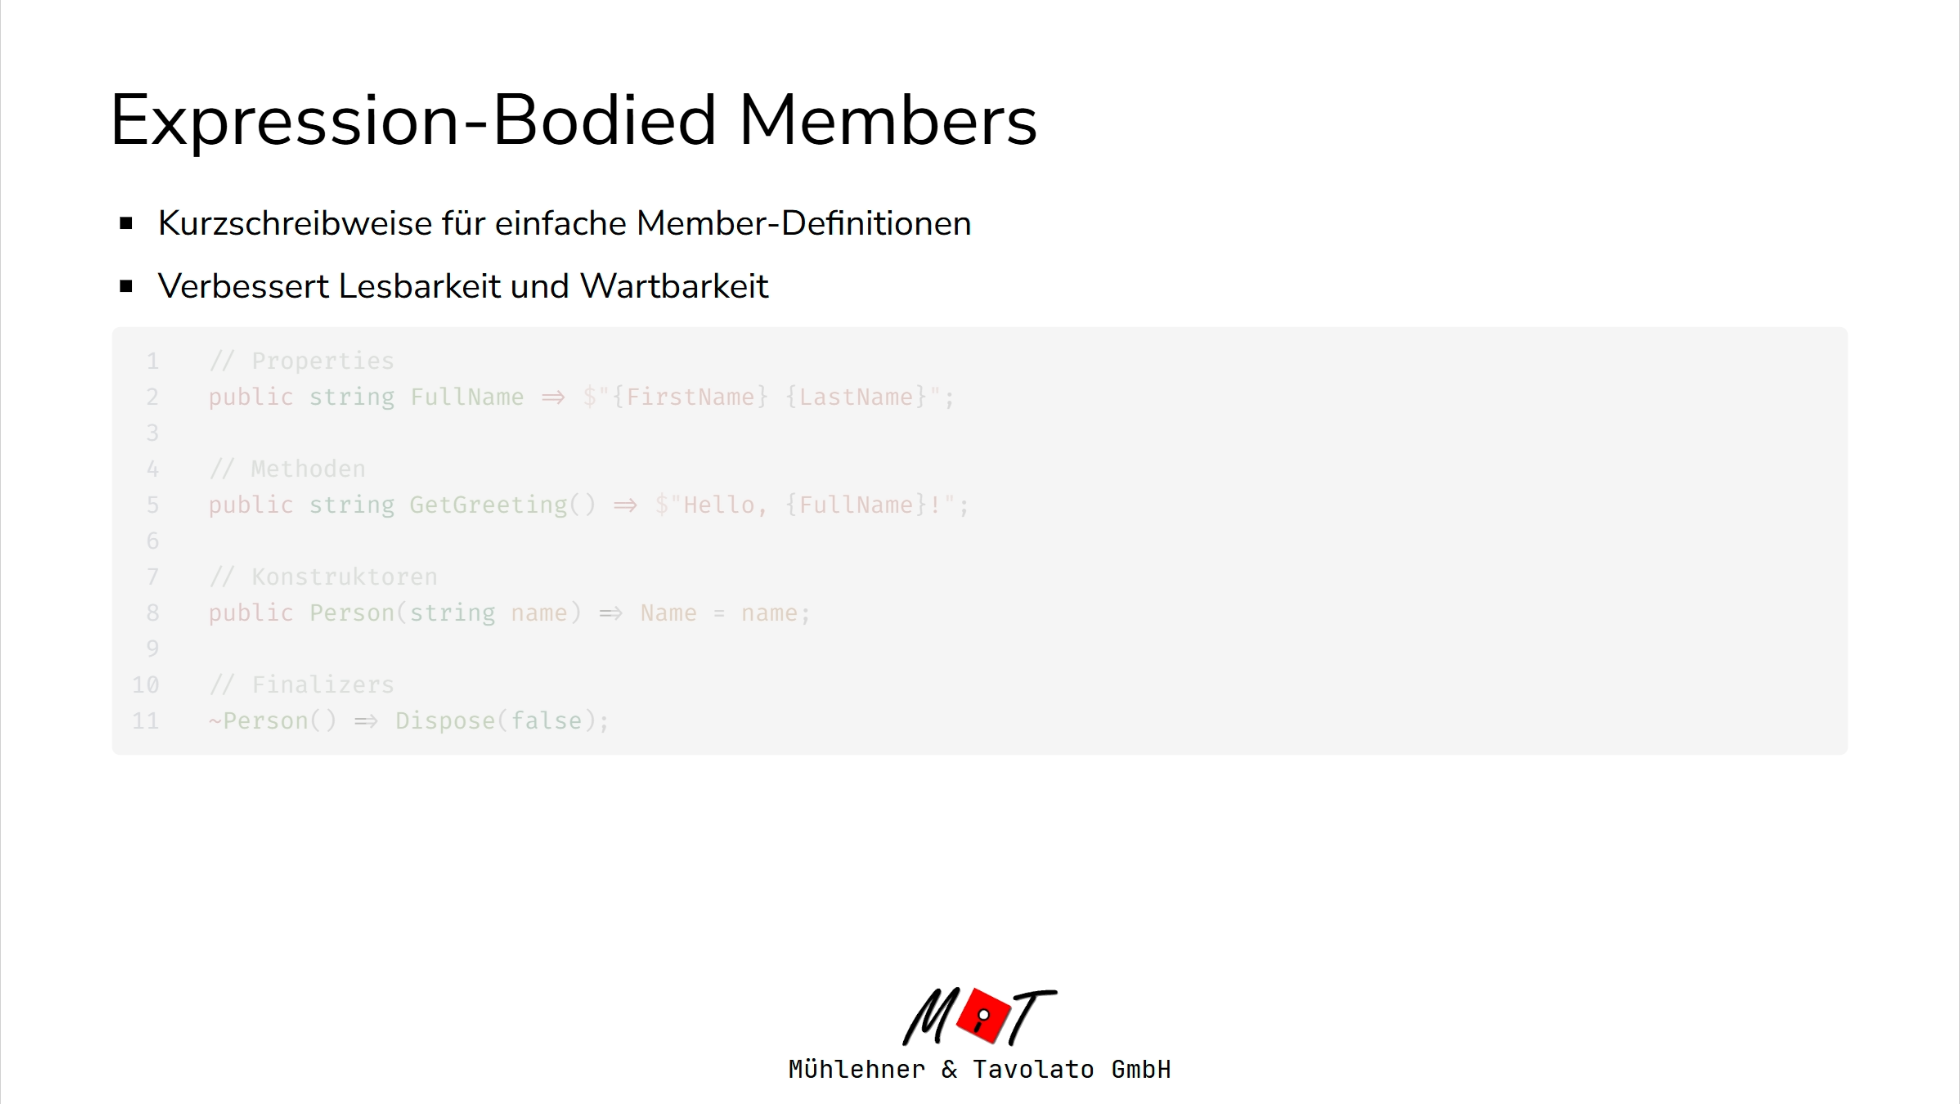 Expression-Bodied Members
▪ Kurzschreibweise für einfache Member-Definitionen
▪ Verbessert Lesbarkeit und Wartbarkeit
1 // Properties
2 public string FullName => $"{FirstName} {LastName}";
3
4 // Methoden
5 public string GetGreeting() => $"Hello, {FullName}!";
6
7 // Konstruktoren
8 public Person(string name) => Name = name;
9
10 // Finalizers
11 ~Person() => Dispose(false);
M T
Mühlehner & Tavolato GmbH